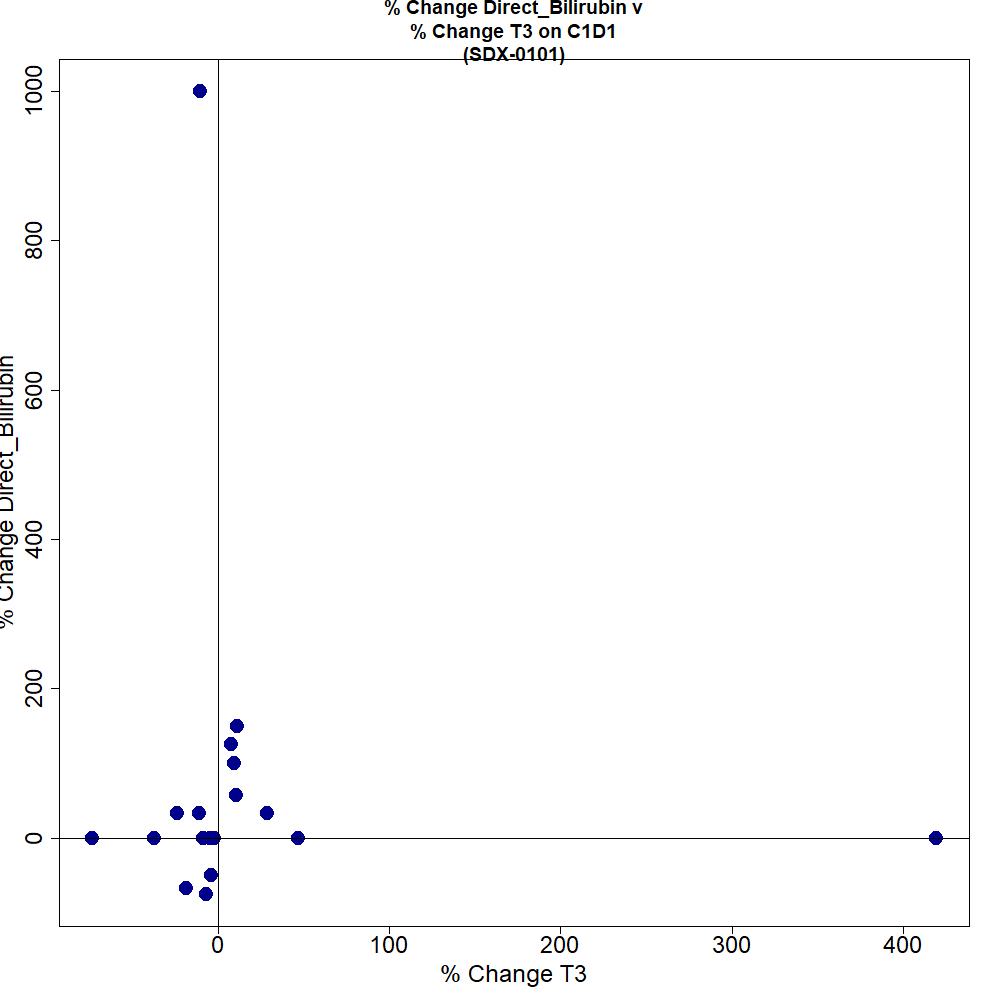 % Change Direct_Bilirubin v
% Change T3 on C1D1
(SDX-0101)
% Change Direct_Bilirubin
1000
800
600
400
200
0
0 100 200 300 400
% Change T3